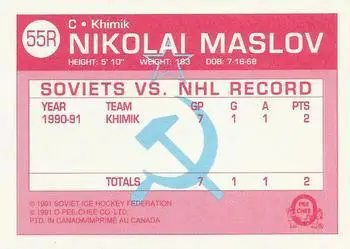 55R
C • Khimik
NIKOLAI MASLOV
HEIGHT: 5' 10" WEIGHT: 183 DOB: 7-16-68
SOVIETS VS. NHL RECORD
YEAR TEAM GP G A PTS
1990-91 KHIMIK 7 1 1 2
TOTALS 7 1 1 2
© 1991 SOVIET ICE HOCKEY FEDERATION
© 1991 O-PEE-CHEE CO. LTD.
PTD. IN CANADA/IMPRIMÉ AU CANADA
O PEE CHEE